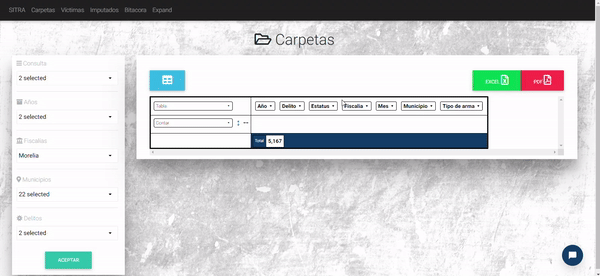 SITRA Carpetas Victimas Imputados Bitacora Expand
Carpetas
Consulta
2 selected
Años
2 selected
Fiscalias
Morelia
Municipios
22 selected
Delitos
2 selected
ACEPTAR
EXCEL
PDF
Tabla
Año Delito Estatus Fiscalia Mes Municipio Tipo de arma
Contar
Total 5,167